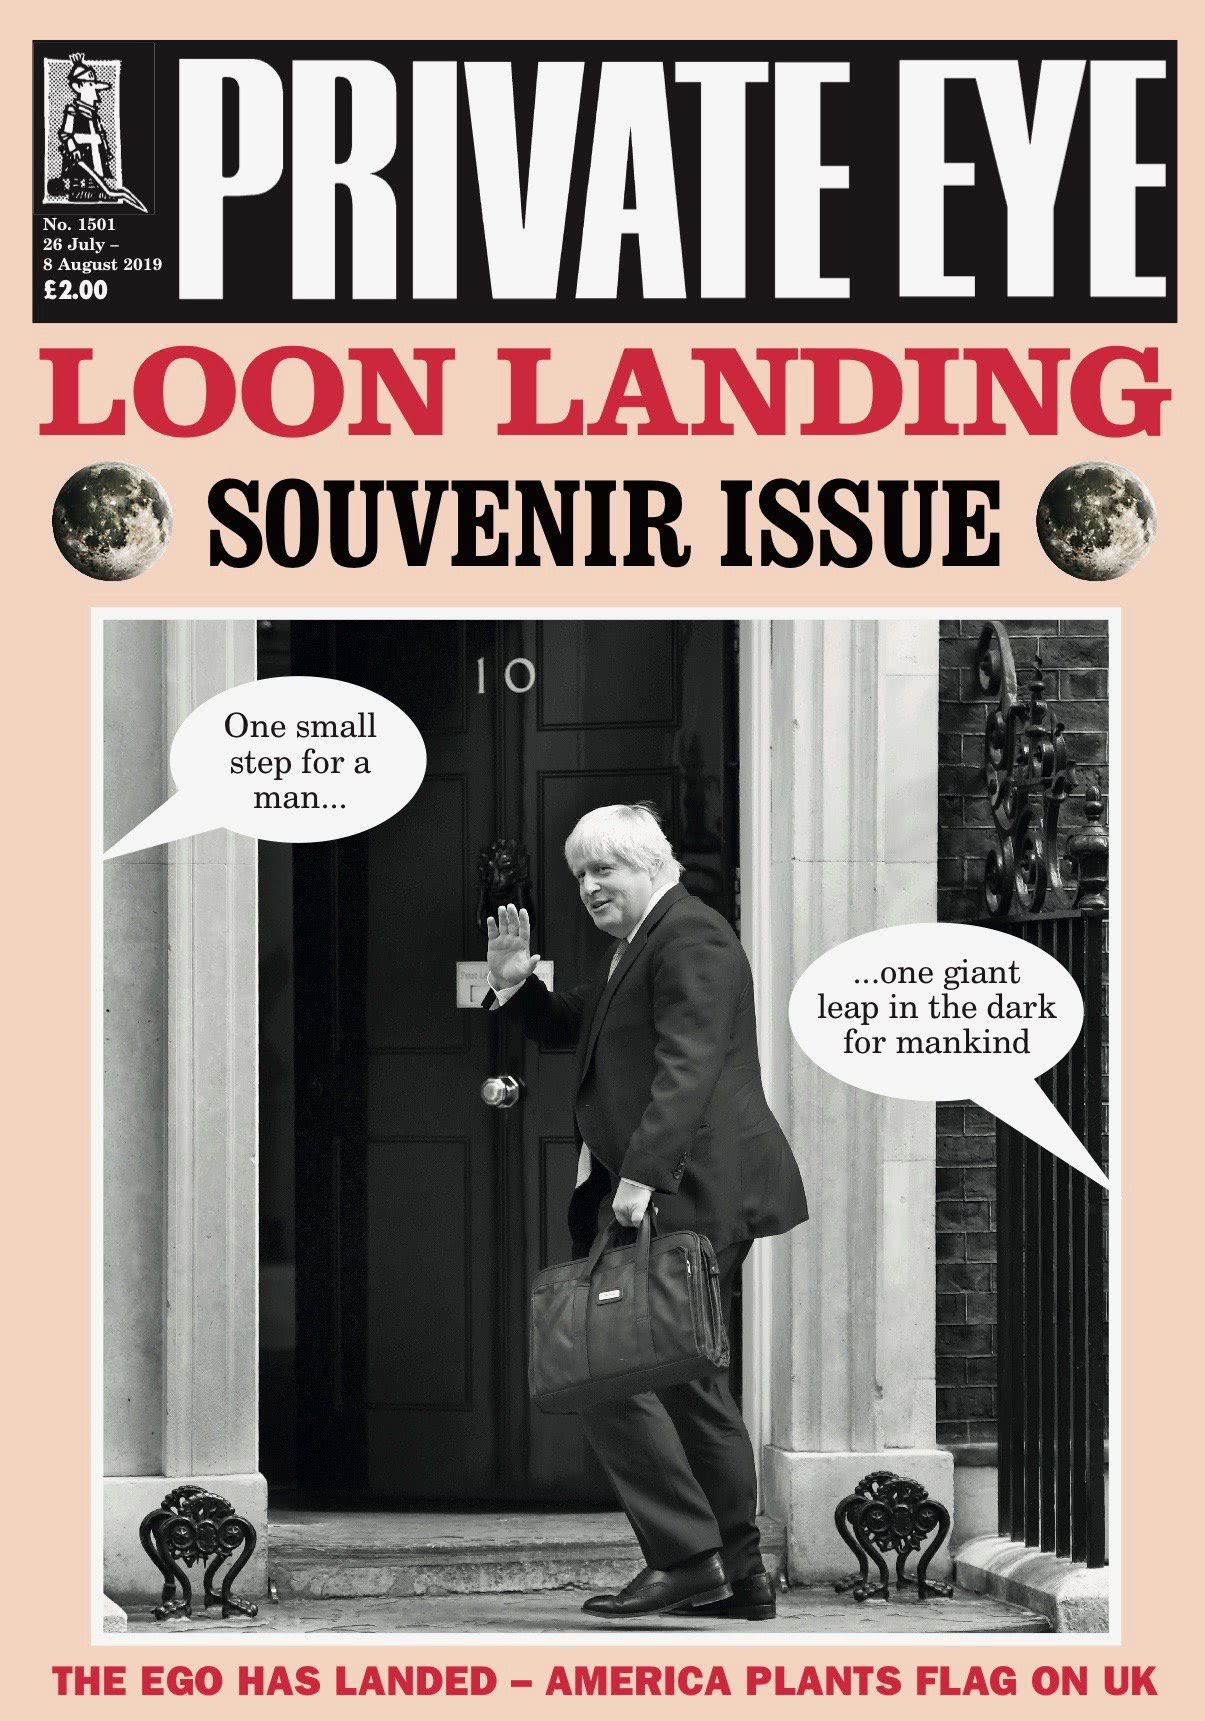 PRIVATE EYE
No. 1501
26 July –
8 August 2019
£2.00
LOON LANDING
SOUVENIR ISSUE
10
One small
step for a
man...
...one giant
leap in the dark
for mankind
THE EGO HAS LANDED – AMERICA PLANTS FLAG ON UK